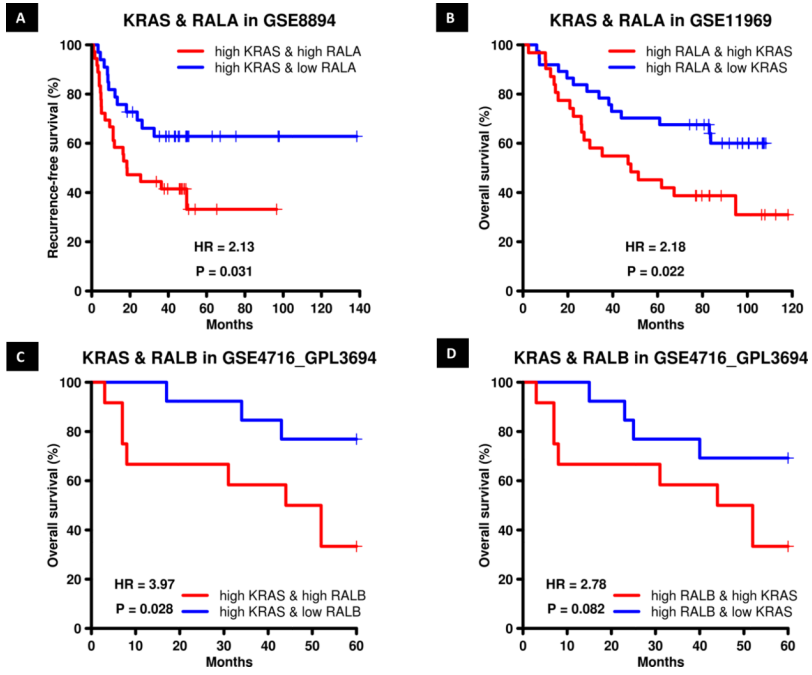 A
KRAS & RALA in GSE8894
Recurrence-free survival (%)
100
80
60
40
20
0
high KRAS & high RALA
high KRAS & low RALA
HR = 2.13
P = 0.031
0 20 40 60 80 100 120 140
Months
B
KRAS & RALA in GSE11969
Overall survival (%)
100
80
60
40
20
0
high RALA & high KRAS
high RALA & low KRAS
HR = 2.18
P = 0.022
0 20 40 60 80 100 120
Months
C
KRAS & RALB in GSE4716_GPL3694
Overall survival (%)
100
80
60
40
20
0
HR = 3.97
P = 0.028
high KRAS & high RALB
high KRAS & low RALB
0 10 20 30 40 50 60
Months
D
KRAS & RALB in GSE4716_GPL3694
Overall survival (%)
100
80
60
40
20
0
HR = 2.78
P = 0.082
high RALB & high KRAS
high RALB & low KRAS
0 10 20 30 40 50 60
Months